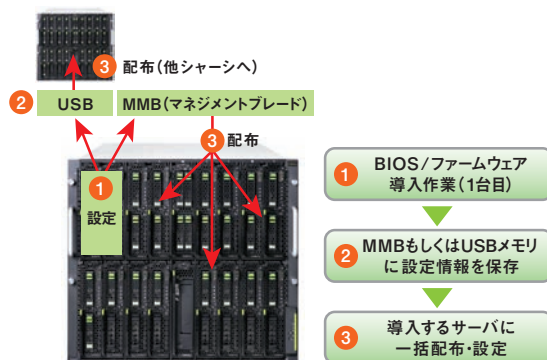 3 配布(他シャーシへ)
2 USB MMB(マネジメントブレード)
3 配布
1
設定
1 BIOS/ファームウェア
導入作業(1台目)
2 MMBもしくはUSBメモリ
に設定情報を保存
3 導入するサーバに
一括配布・設定